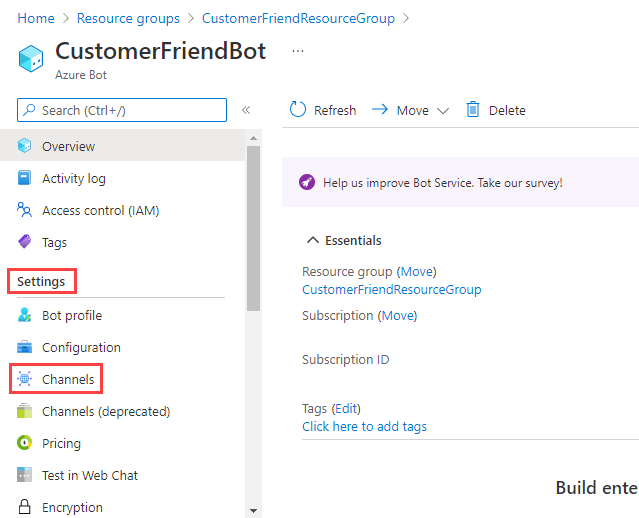 Home > Resource groups > CustomerFriendResourceGroup >
CustomerFriendBot ...
Azure Bot
Search (Ctrl+/) «
Refresh Move Delete
Overview
Activity log
Access control (IAM)
Tags
Settings
Bot profile
Configuration
Channels
Channels (deprecated)
Pricing
Test in Web Chat
Encryption
Help us improve Bot Service. Take our survey!
Essentials
Resource group (Move)
CustomerFriendResourceGroup
Subscription (Move)
Subscription ID
Tags (Edit)
Click here to add tags
Build ente